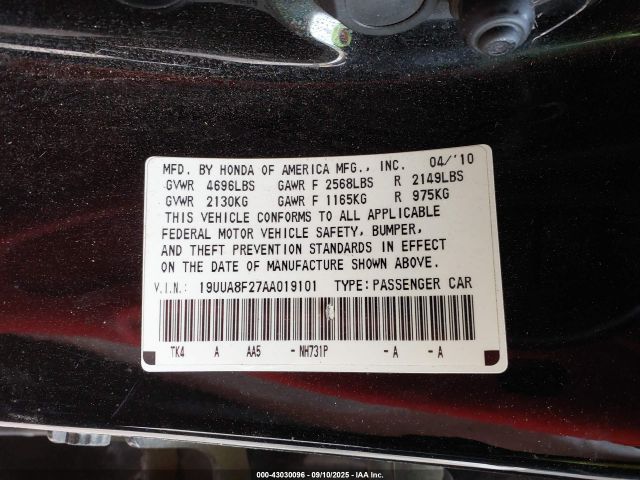 MFD. BY HONDA OF AMERICA MFG., INC. 04/'10
GVWR 4696LBS GAWR F 2568LBS R 2149LBS
GVWR 2130KG GAWR F 1165KG R 975KG
THIS VEHICLE CONFORMS TO ALL APPLICABLE
FEDERAL MOTOR VEHICLE SAFETY, BUMPER,
AND THEFT PREVENTION STANDARDS IN EFFECT
ON THE DATE OF MANUFACTURE SHOWN ABOVE.
V.I.N.: 19UUA8F27AA019101 TYPE: PASSENGER CAR
TK4 A AA5 - NH731P - A - A
000-43030096 - 09/10/2025 - IAA Inc.